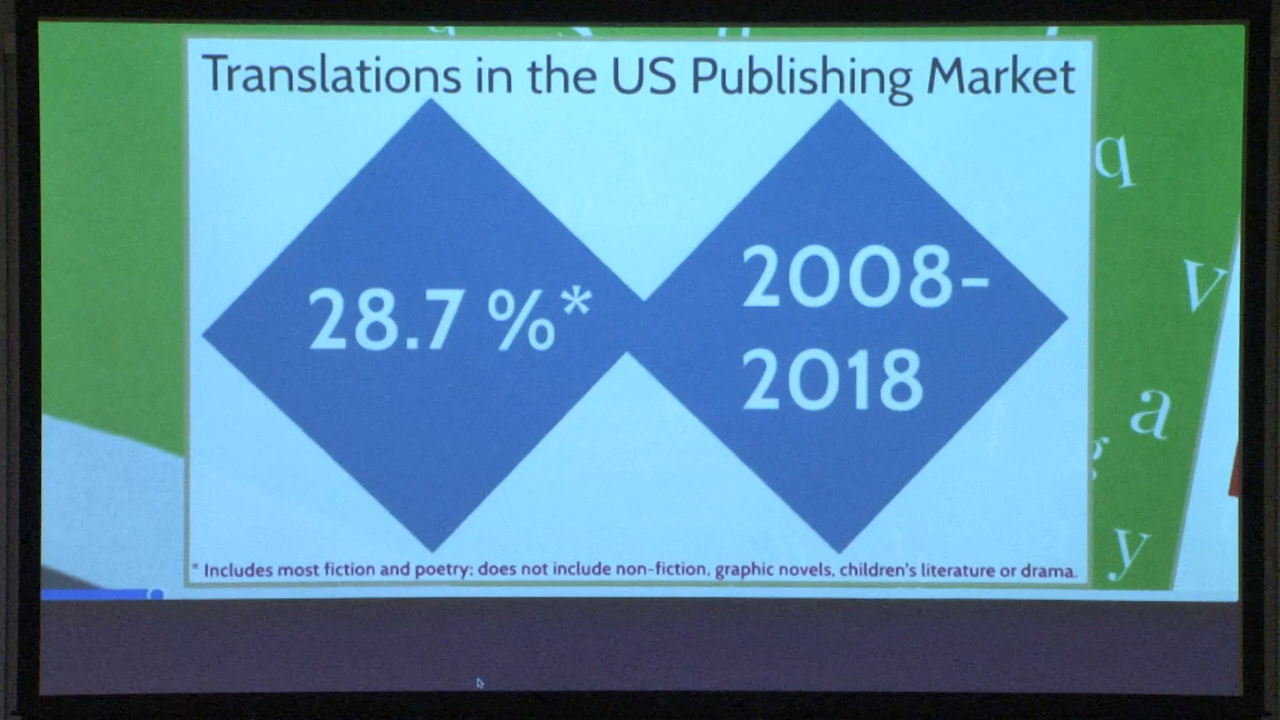 Translations in the US Publishing Market
28.7 %*
2008-
2018
* Includes most fiction and poetry; does not include non-fiction, graphic novels, children's literature or drama.
q
v
a
y